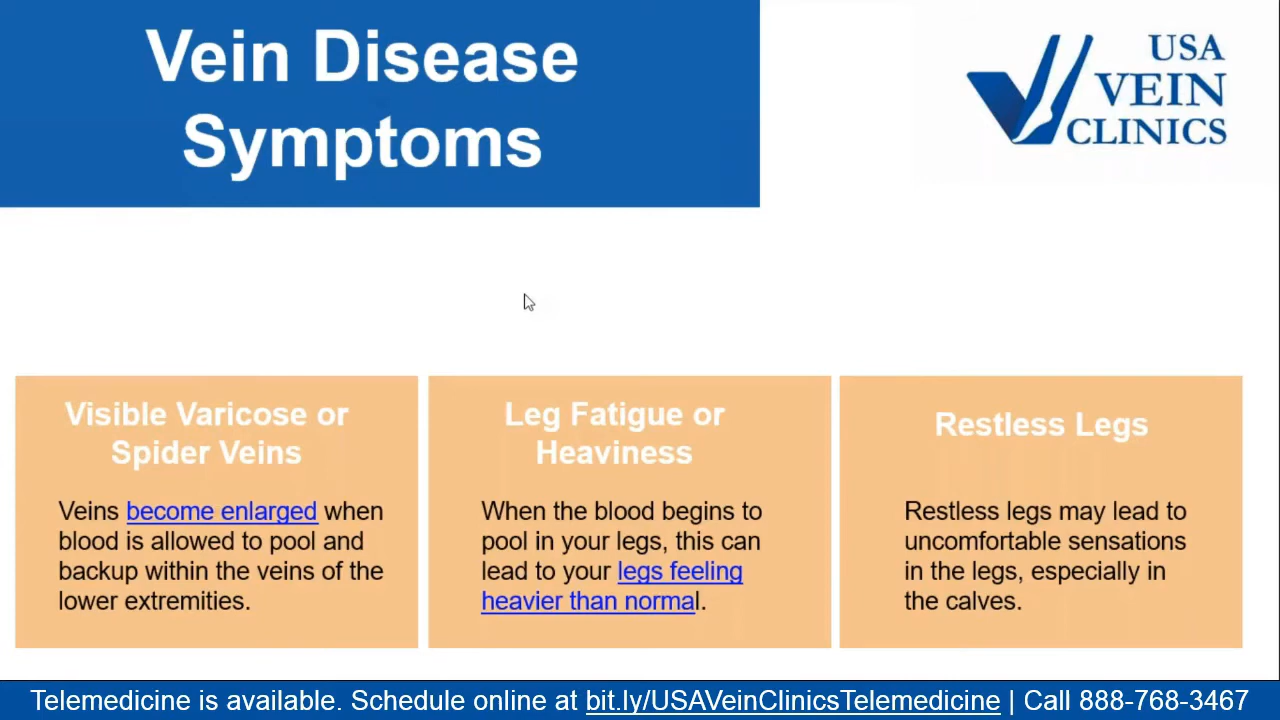 Vein Disease
Symptoms
USA
VEIN
CLINICS
Visible Varicose or
Spider Veins
Veins become enlarged when
blood is allowed to pool and
backup within the veins of the
lower extremities.
Leg Fatigue or
Heaviness
When the blood begins to
pool in your legs, this can
lead to your legs feeling
heavier than normal.
Restless Legs
Restless legs may lead to
uncomfortable sensations
in the legs, especially in
the calves.
Telemedicine is available. Schedule online at bit.ly/USAVeinClinicsTelemedicine | Call 888-768-3467